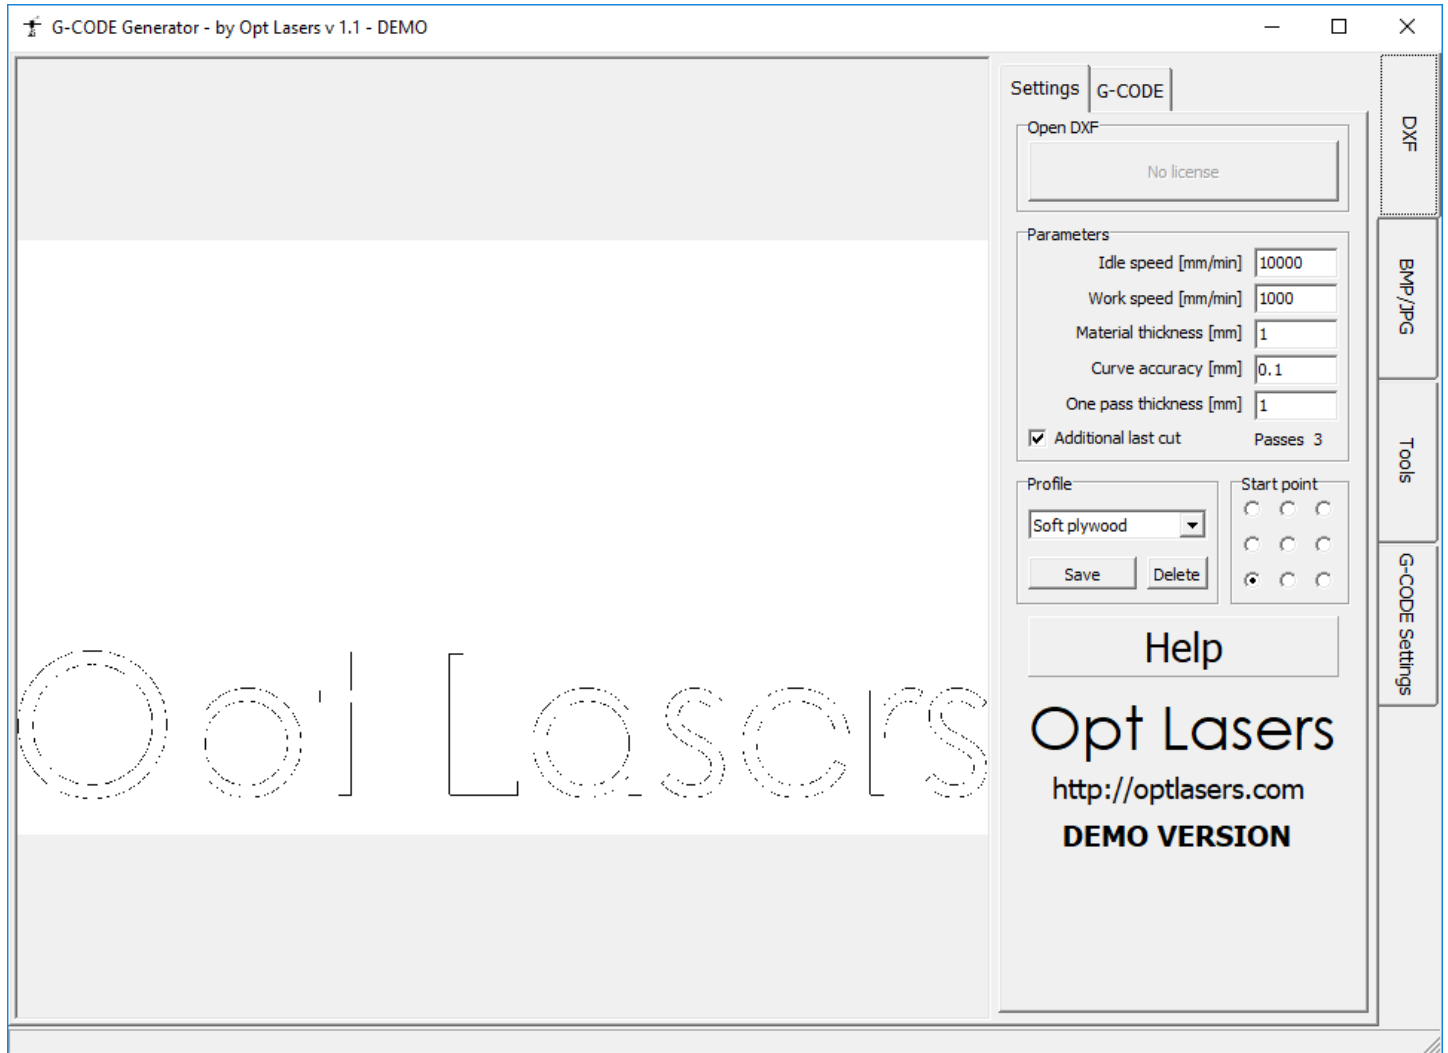 G-CODE Generator - by Opt Lasers v 1.1 - DEMO
Settings
G-CODE
Open DXF
No license
Parameters
Idle speed [mm/min] 10000
Work speed [mm/min] 1000
Material thickness [mm] 1
Curve accuracy [mm] 0.1
One pass thickness [mm] 1
Additional last cut Passes 3
Profile
Soft plywood
Save Delete
Start point
Help
Opt Lasers
http://optlasers.com
DEMO VERSION
DXF
BMP/JPG
Tools
G-CODE Settings
Opt Lasers